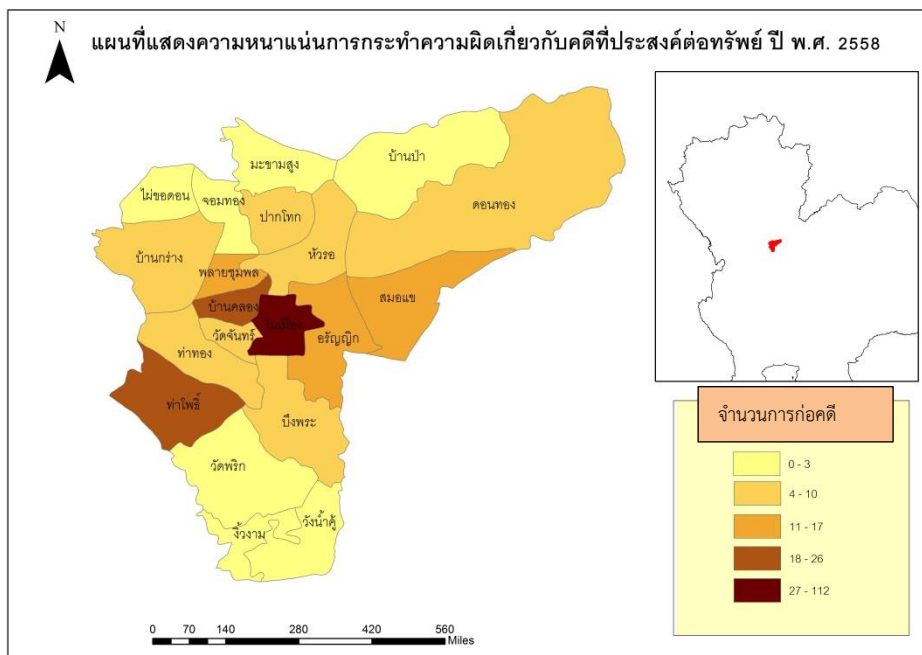 N
แผนที่แสดงความหนาแน่นการกระทำความผิดเกี่ยวกับคดีที่ประสงค์ต่อทรัพย์ ปี พ.ศ. 2558
มะขามสูง
บ้านป่า
ไผ่ขอดอน
จอมทอง
ปากโทก
ดอนทอง
บ้านกร่าง
หัวรอ
พลายชุมพล
สมอแข
บ้านคลอง
ในเมือง
วัดจันทร์
อรัญญิก
ท่าทอง
ท่าโพธิ์
บึงพระ
วัดพริก
วังน้ำคู้
งิ้วงาม
จำนวนการก่อคดี
0 - 3
4 - 10
11 - 17
18 - 26
27 - 112
0 70 140 280 420 560
Miles